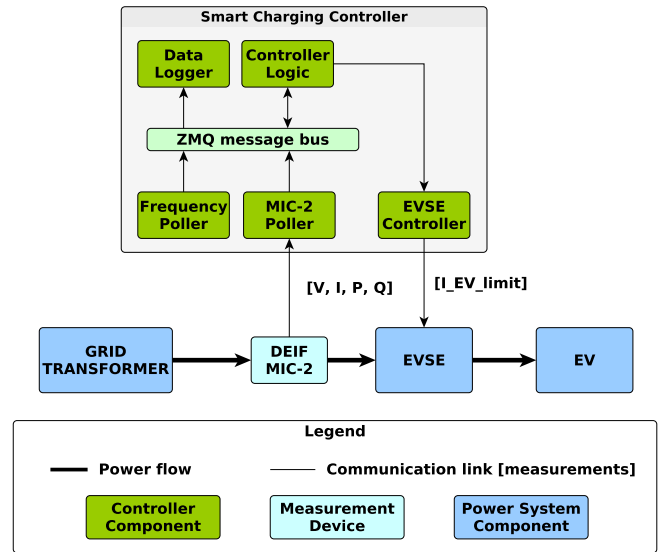 Smart Charging Controller
Data
Logger
Controller
Logic
ZMQ message bus
Frequency
Poller
MIC-2
Poller
EVSE
Controller
[V, I, P, Q]
[I_EV_limit]
GRID
TRANSFORMER
DEIF
MIC-2
EVSE
EV
Legend
Power flow
Communication link [measurements]
Controller
Component
Measurement
Device
Power System
Component